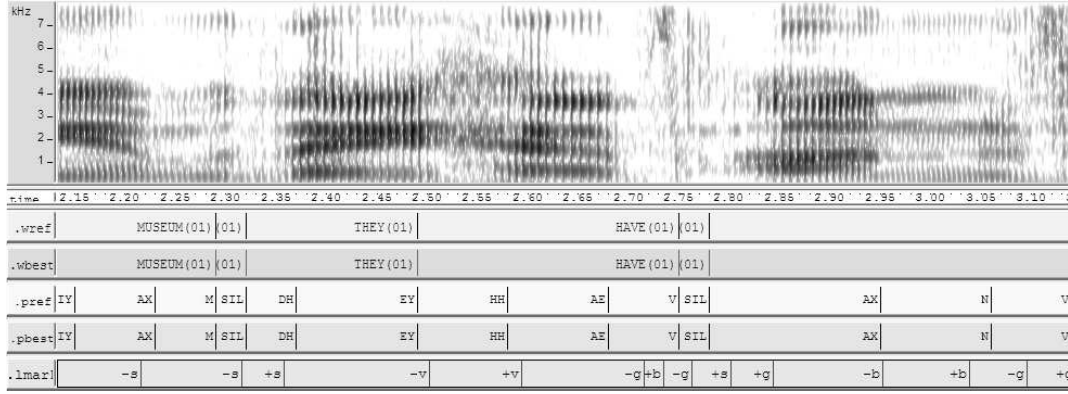 kHz
7-
6-
5-
4-
3-
2-
1-
time 2.15 2.20 2.25 2.30 2.35 2.40 2.45 2.50 2.55 2.60 2.65 2.70 2.75 2.80 2.85 2.90 2.95 3.00 3.05 3.10
.wref MUSEUM(01) (01) THEY(01) HAVE(01) (01)
.wbest MUSEUM(01) (01) THEY(01) HAVE(01) (01)
.pref IY AX M SIL DH EY HH AE V SIL AX N V
.pbest IY AX M SIL DH EY HH AE V SIL AX N V
.lmar -s -s +s -v +v -g +b -g +s +g -b +b -g +g